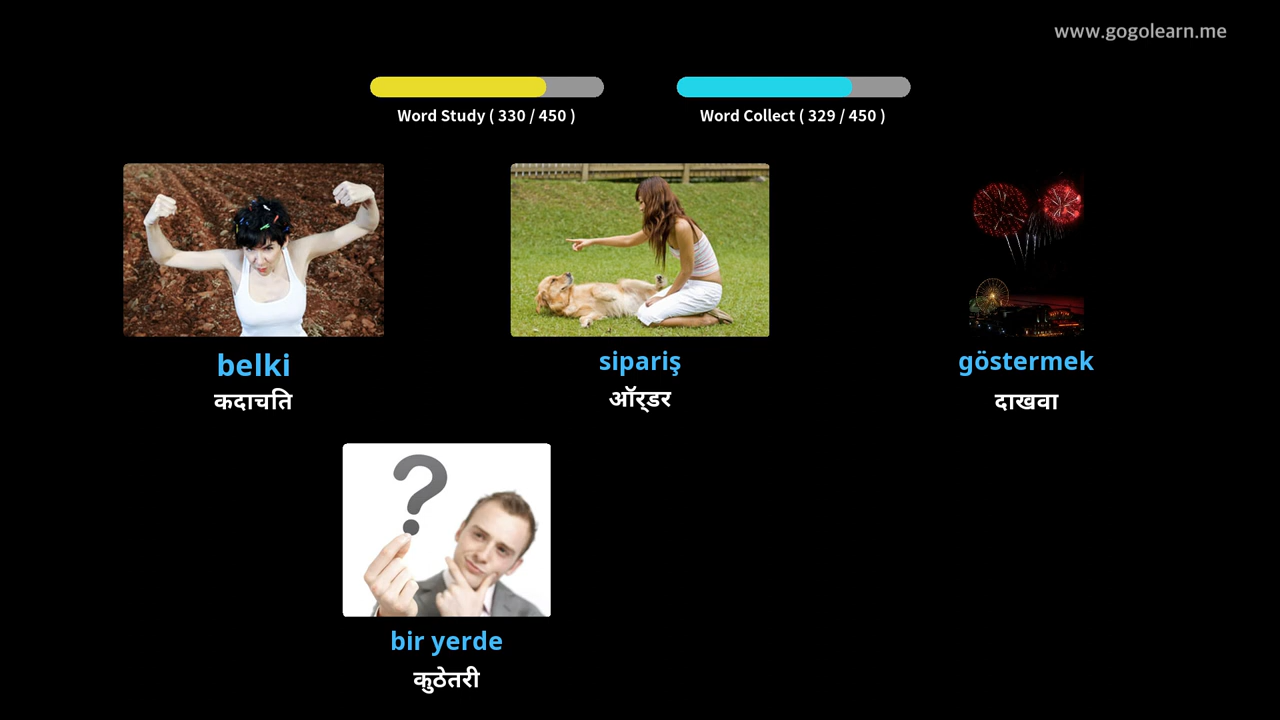 www.gogolearn.me
Word Study ( 330 / 450 )
Word Collect ( 329 / 450 )
belki
कदाचति
sipariş
ऑर्डर
göstermek
दाखवा
bir yerde
कुठेतरी